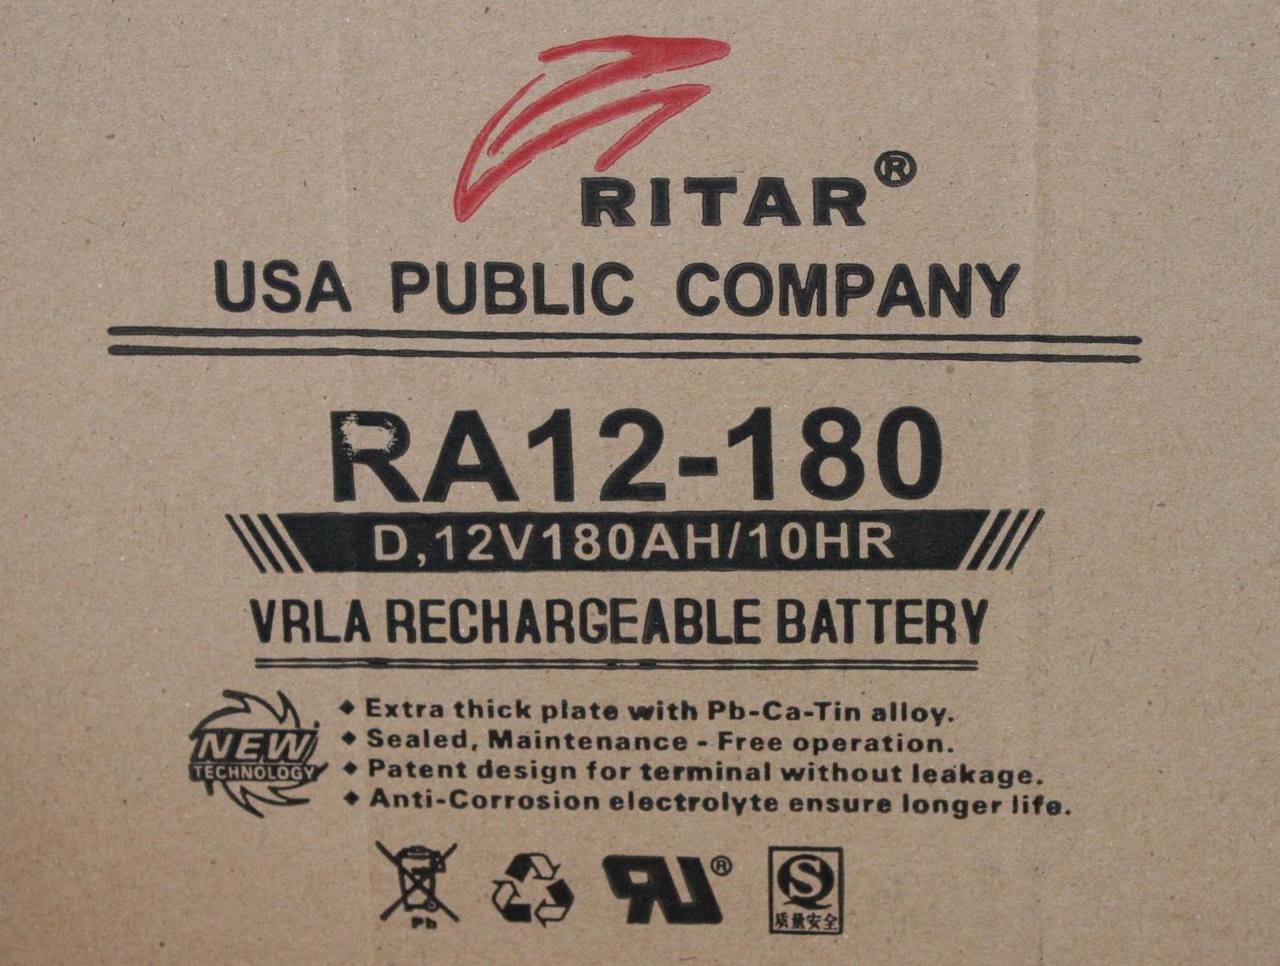 RITAR®
USA PUBLIC COMPANY
RA12-180
D,12V180AH/10HR
VRLA RECHARGEABLE BATTERY
NEW
TECHNOLOGY
◆ Extra thick plate with Pb-Ca-Tin alloy.
◆ Sealed, Maintenance - Free operation.
◆ Patent design for terminal without leakage.
◆ Anti-Corrosion electrolyte ensure longer life.
Pb
RU®
S
质量安全